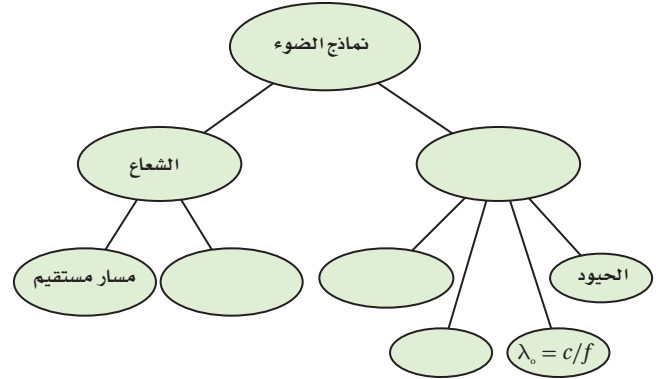 نماذج الضوء
الشعاع
مسار مستقيم
الحيود
λ₀ = c/f